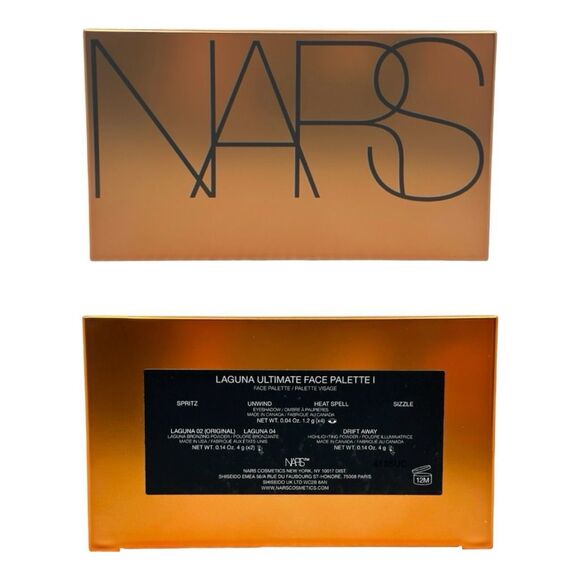 NARS
LAGUNA ULTIMATE FACE PALETTE I
FACE PALETTE / PALETTE VISAGE
SPRITZ UNWIND HEAT SPELL SIZZLE
EYESHADOW / OMBRE À PAUPIÈRES
MADE IN CANADA / FABRIQUÉ AU CANADA
NET WT. 0.04 Oz. 1.2 g (x4)
LAGUNA 02 (ORIGINAL) LAGUNA 04 DRIFT AWAY
LAGUNA BRONZING POWDER / POUDRE BRONZANTE HIGHLIGHTING POWDER / POUDRE ILLUMINATRICE
MADE IN USA / FABRIQUÉ AUX ÉTATS-UNIS MADE IN CANADA / FABRIQUÉ AU CANADA
NET WT. 0.14 Oz. 4 g (x2) NET WT. 0.14 Oz. 4 g
NARS
NARS COSMETICS NEW YORK, NY 10017 DIST.
SHISEIDO EMEA 56/A RUE DU FAUBOURG ST-HONORÉ, 75008 PARIS
SHISEIDO UK LTD WC2B 6AN
WWW.NARSCOSMETICS.COM
12M